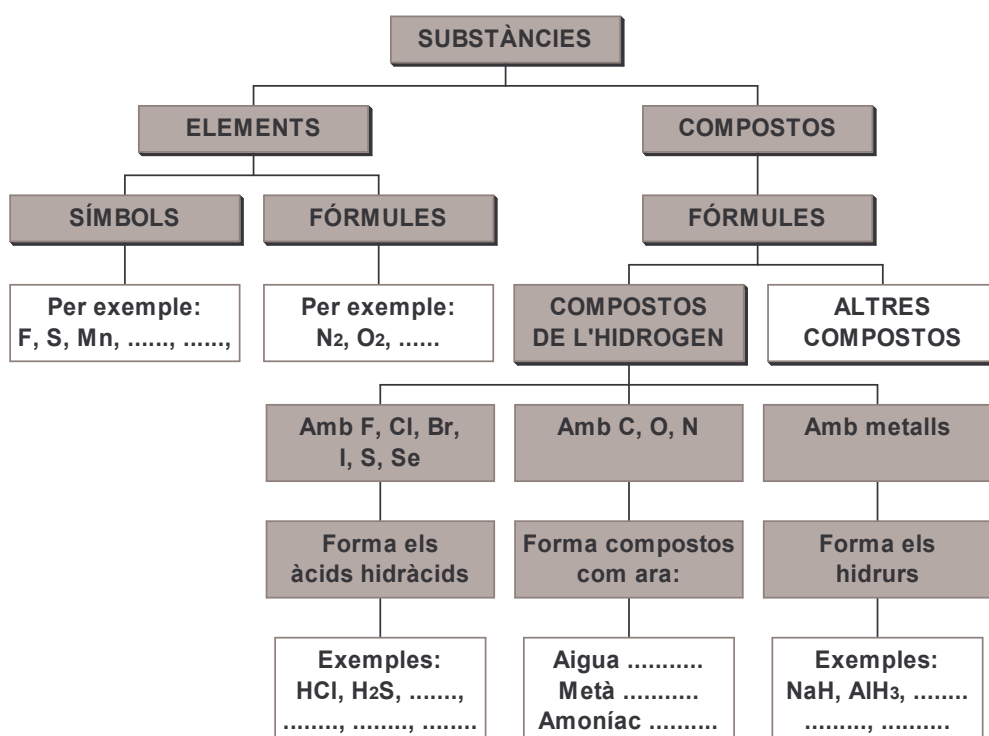 SUBSTÀNCIES
ELEMENTS
COMPOSTOS
SÍMBOLS
FÓRMULES
FÓRMULES
Per exemple:
F, S, Mn, ......, ......,
Per exemple:
N2, O2, ......
COMPOSTOS
DE L'HIDROGEN
ALTRES
COMPOSTOS
Amb F, Cl, Br,
I, S, Se
Amb C, O, N
Amb metalls
Forma els
àcids hidràcids
Forma compostos
com ara:
Forma els
hidrurs
Exemples:
HCl, H2S, .......,
........, ........, ........
Aigua ...........
Metà ...........
Amoníac ..........
Exemples:
NaH, AlH3, ........
........., ..........